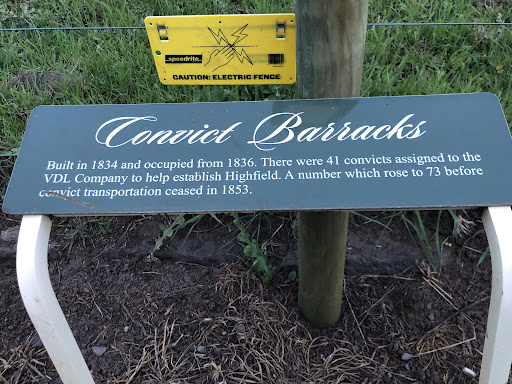 speedrite
CAUTION: ELECTRIC FENCE
Convict Barracks
Built in 1834 and occupied from 1836. There were 41 convicts assigned to the
VDL Company to help establish Highfield. A number which rose to 73 before
convict transportation ceased in 1853.